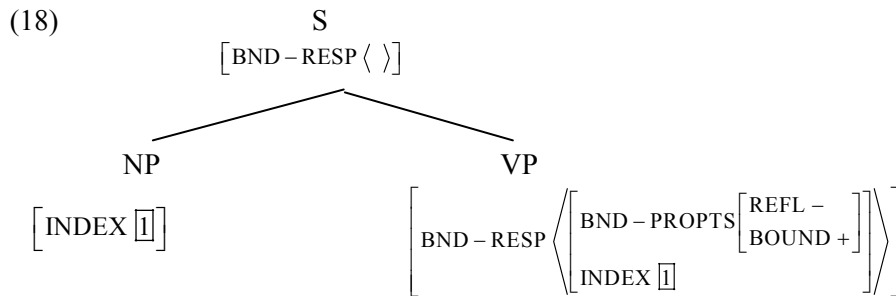 (18) S
[BND – RESP ⟨ ⟩]
NP VP
[INDEX [1]] [BND – RESP ⟨[BND – PROPTS [REFL – BOUND +] INDEX [1]]⟩]